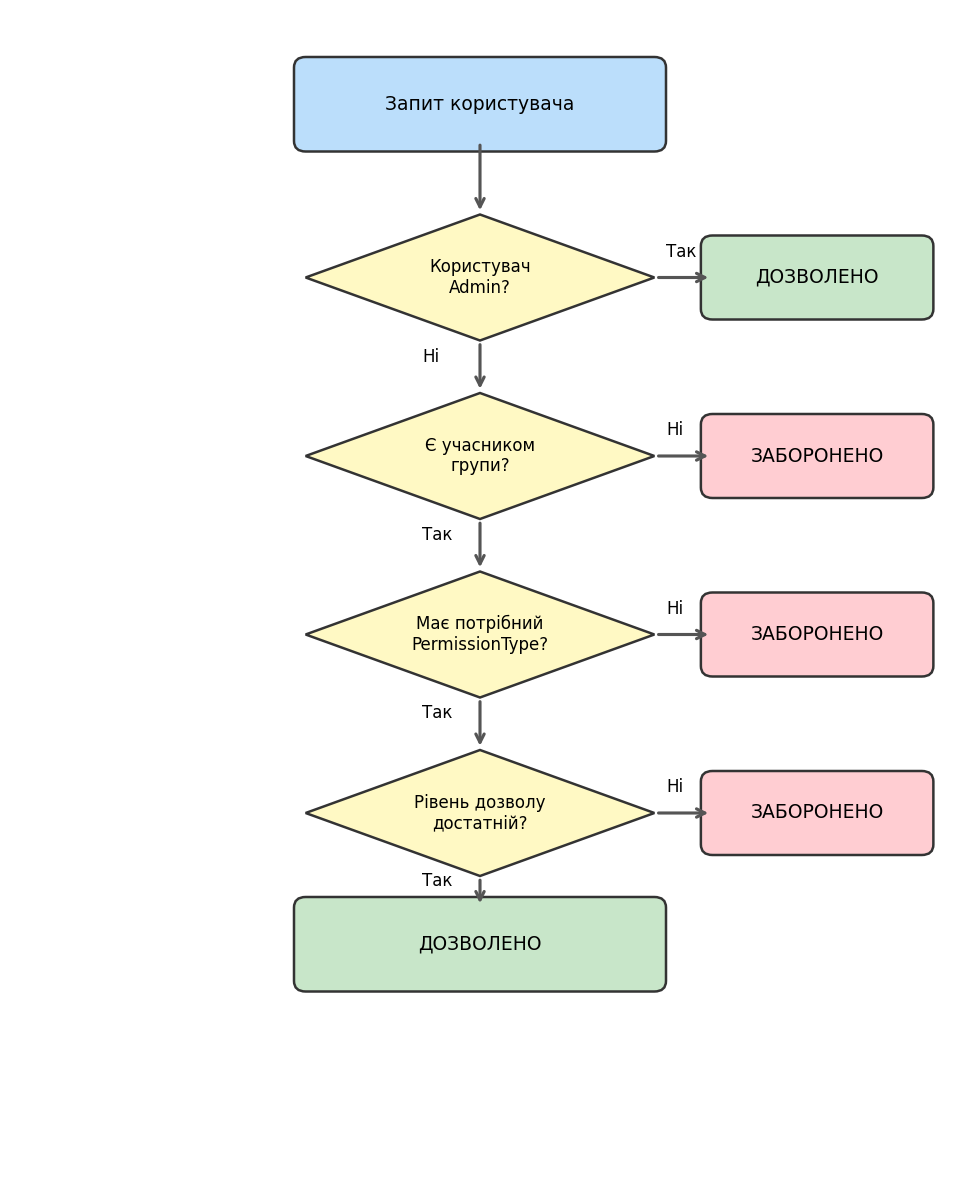 Запит користувача
Користувач
Admin?
Так
ДОЗВОЛЕНО
Ні
Є учасником
групи?
Ні
ЗАБОРОНЕНО
Так
Має потрібний
PermissionType?
Ні
ЗАБОРОНЕНО
Так
Рівень дозволу
достатній?
Ні
ЗАБОРОНЕНО
Так
ДОЗВОЛЕНО